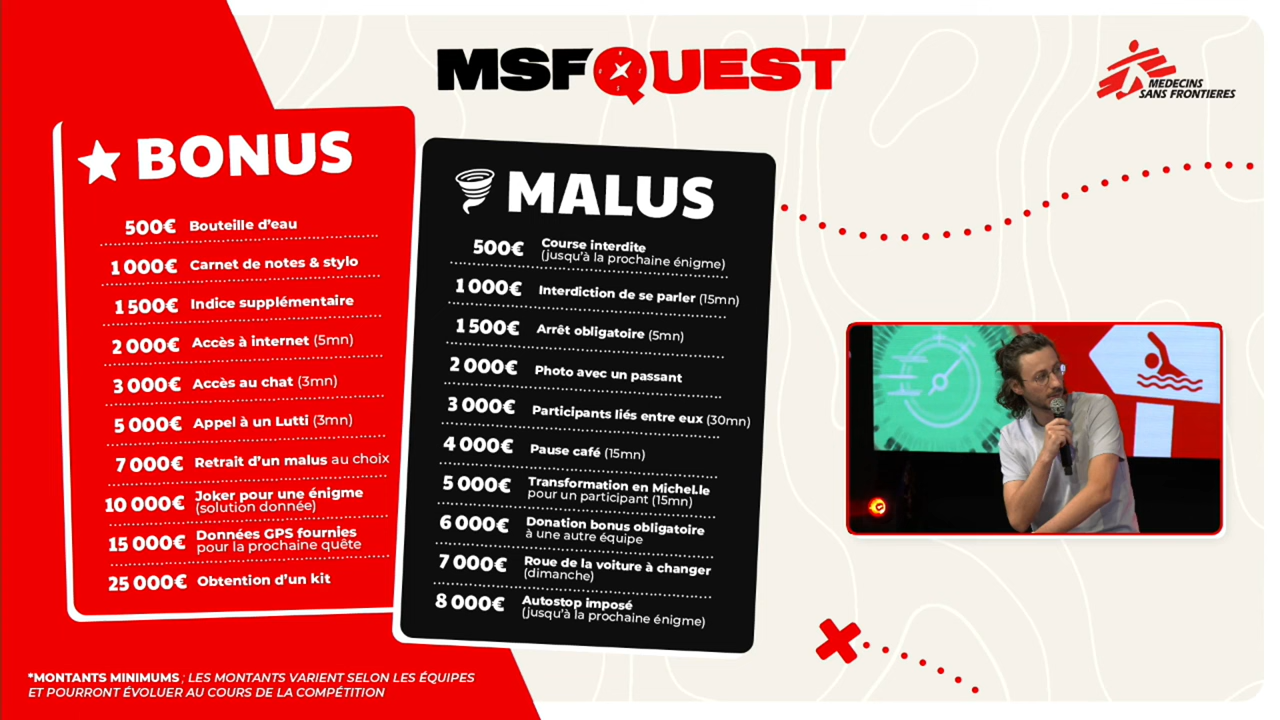 MSFQUEST
MEDECINS
SANS FRONTIERES
BONUS
500€ Bouteille d'eau
1 000€ Carnet de notes & stylo
1 500€ Indice supplémentaire
2 000€ Accès à internet (5mn)
3 000€ Accès au chat (3mn)
5 000€ Appel à un Lutti (3mn)
7 000€ Retrait d'un malus au choix
10 000€ Joker pour une énigme
(solution donnée)
15 000€ Données GPS fournies
pour la prochaine quête
25 000€ Obtention d'un kit
MALUS
500€ Course interdite
(jusqu'à la prochaine énigme)
1 000€ Interdiction de se parler (15mn)
1 500€ Arrêt obligatoire (5mn)
2 000€ Photo avec un passant
3 000€ Participants liés entre eux (30mn)
4 000€ Pause café (15mn)
5 000€ Transformation en Michel.le
pour un participant (15mn)
6 000€ Donation bonus obligatoire
à une autre équipe
7 000€ Roue de la voiture à changer
(dimanche)
8 000€ Autostop imposé
(jusqu'à la prochaine énigme)
*MONTANTS MINIMUMS : LES MONTANTS VARIENT SELON LES ÉQUIPES
ET POURRONT ÉVOLUER AU COURS DE LA COMPÉTITION